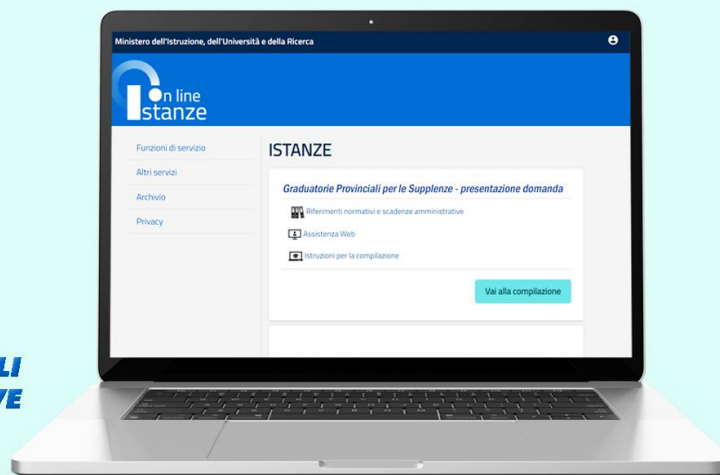 Ministero dell'Istruzione, dell'Università e della Ricerca
on line
Istanze
Funzioni di servizio
Altri servizi
Archivio
Privacy
ISTANZE
Graduatorie Provinciali per le Supplenze - presentazione domanda
Riferimenti normativi e scadenze amministrative
Assistenza Web
Istruzioni per la compilazione
Vai alla compilazione
LI
VE